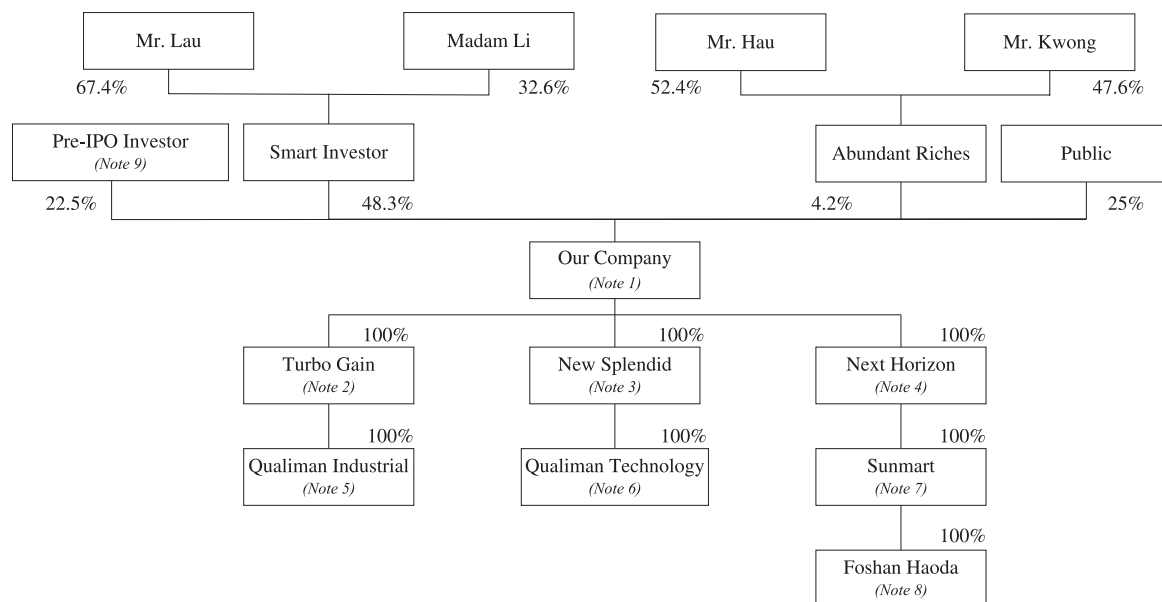 Mr. Lau
Madam Li
Mr. Hau
Mr. Kwong
67.4%
32.6%
52.4%
47.6%
Pre-IPO Investor
(Note 9)
Smart Investor
Abundant Riches
Public
22.5%
48.3%
4.2%
25%
Our Company
(Note 1)
100%
100%
100%
Turbo Gain
(Note 2)
New Splendid
(Note 3)
Next Horizon
(Note 4)
100%
100%
100%
Qualiman Industrial
(Note 5)
Qualiman Technology
(Note 6)
Sunmart
(Note 7)
100%
Foshan Haoda
(Note 8)